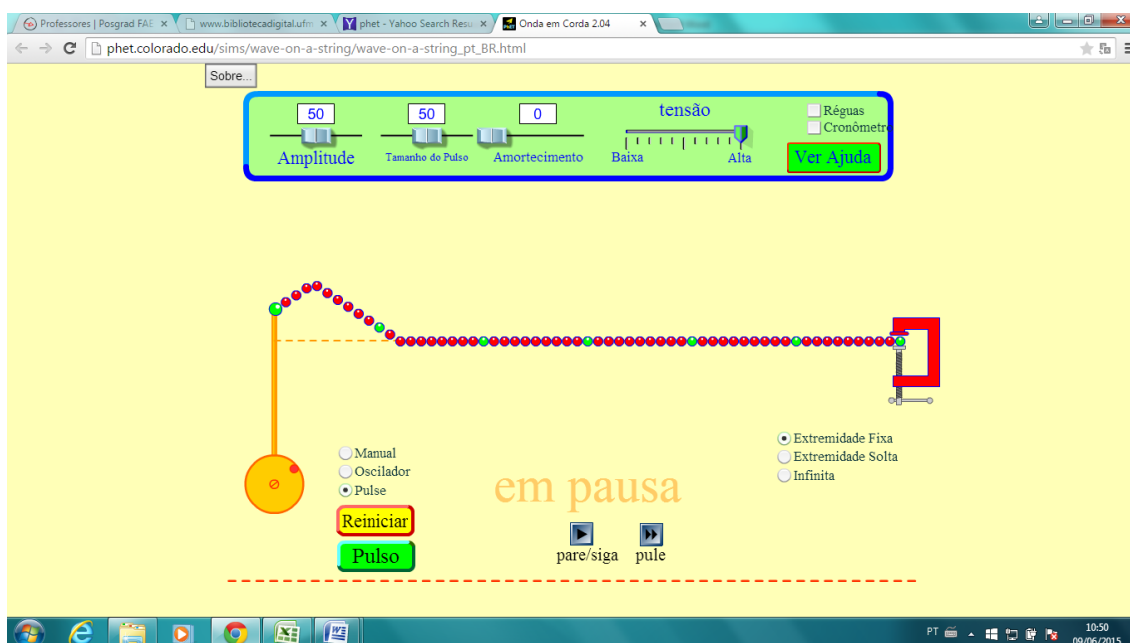 Professores | Posgrad FAE
www.bibliotecadigital.ufm
phet - Yahoo Search Resu
Onda em Corda 2.04
phet.colorado.edu/sims/wave-on-a-string/wave-on-a-string_pt_BR.html
Sobre...
50
50
0
Amplitude
Tamanho do Pulso
Amortecimento
tensão
Baixa
Alta
Réguas
Cronômetr
Ver Ajuda
Manual
Oscilador
Pulse
Reiniciar
Pulso
em pausa
pare/siga
pule
Extremidade Fixa
Extremidade Solta
Infinita
PT
10:50
09/06/2015